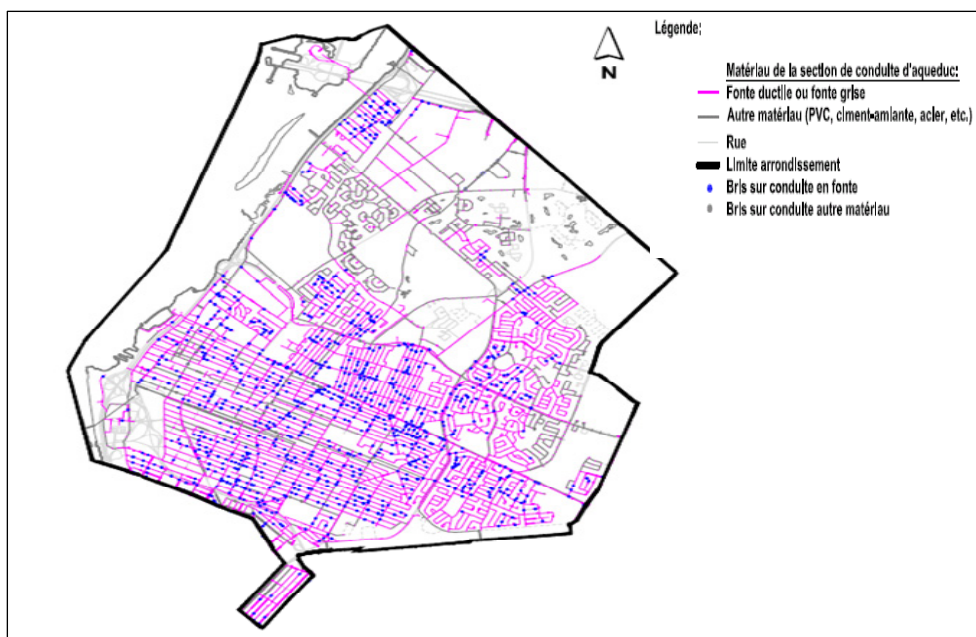 Légende:
N
Matériau de la section de conduite d'aqueduc:
Fonte ductile ou fonte grise
Autre matériau (PVC, ciment-amiante, acier, etc.)
Rue
Limite arrondissement
Bris sur conduite en fonte
Bris sur conduite autre matériau